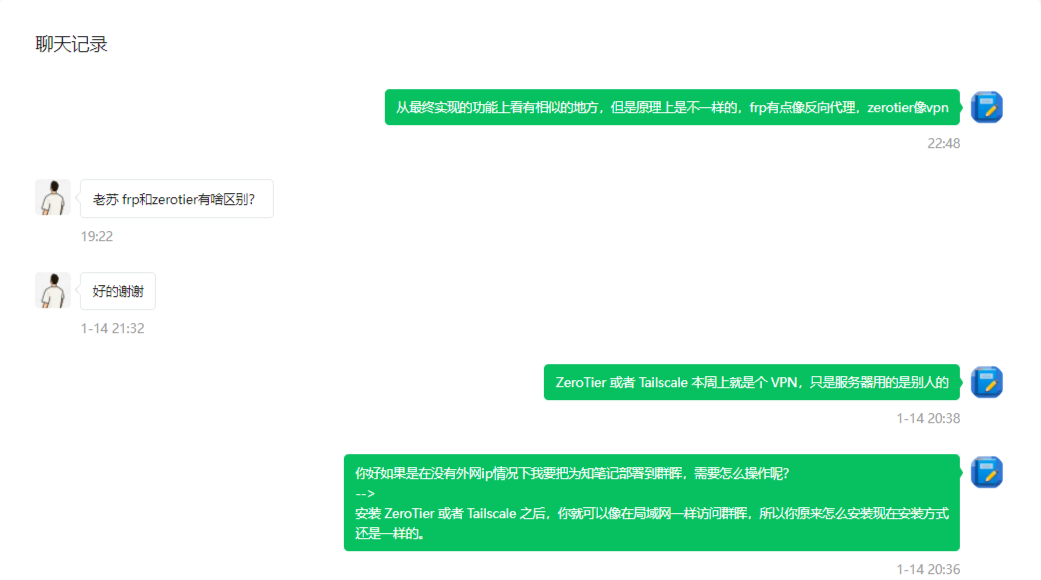 聊天记录
从最终实现的功能上看有相似的地方，但是原理上是不一样的，frp有点像反向代理，zerotier像vpn
22:48
老苏 frp和zerotier有啥区别？
19:22
好的谢谢
1-14 21:32
ZeroTier 或者 Tailscale 本周上就是个 VPN，只是服务器用的是别人的
1-14 20:38
你好如果是在没有外网ip情况下我要把为知笔记部署到群晖，需要怎么操作呢？
-->
安装 ZeroTier 或者 Tailscale 之后，你就可以像在局域网一样访问群晖，所以你原来怎么安装现在安装方式
还是一样的。
1-14 20:36